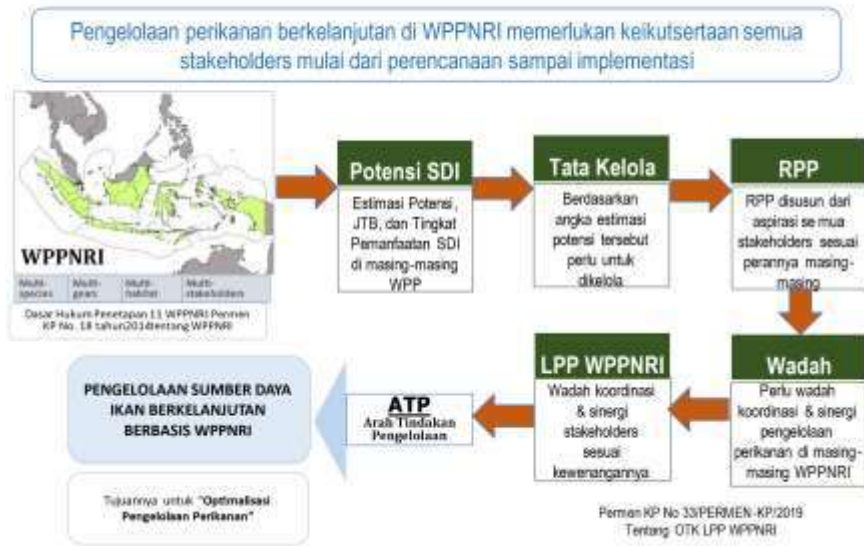 Pengelolaan perikanan berkelanjutan di WPPNRI memerlukan keikutsertaan semua
stakeholders mulai dari perencanaan sampai implementasi
WPPNRI
Multi-
species
Multi-
gears
Multi-
habitat
Multi-
stakeholders
Dasar Hukum Penetapan 11 WPPNRI Permen
KP No. 18 tahun2014tentang WPPNRI
Potensi SDI
Estimasi Potensi,
JTB, dan Tingkat
Pemanfaatan SDI
di masing-masing
WPP
Tata Kelola
Berdasarkan
angka estimasi
potensi tersebut
perlu untuk
dikelola
RPP
RPP disusun dari
aspirasi se mua
stakeholders sesuai
perannya masing-
masing
Wadah
Perlu wadah
koordinasi & sinergi
pengelolaan
perikanan di masing-
masing WPPNRI
LPP WPPNRI
Wadah koordinasi
& sinergi
stakeholders
sesuai
kewenangannya
ATP
Arah Tindakan
Pengelolaan
PENGELOLAAN SUMBER DAYA
IKAN BERKELANJUTAN
BERBASIS WPPNRI
Tujuannya untuk "Optimalisasi
Pengelolaan Perikanan"
Permen KP No 33/PERMEN-KP/2019
Tentang OTK LPP WPPNRI